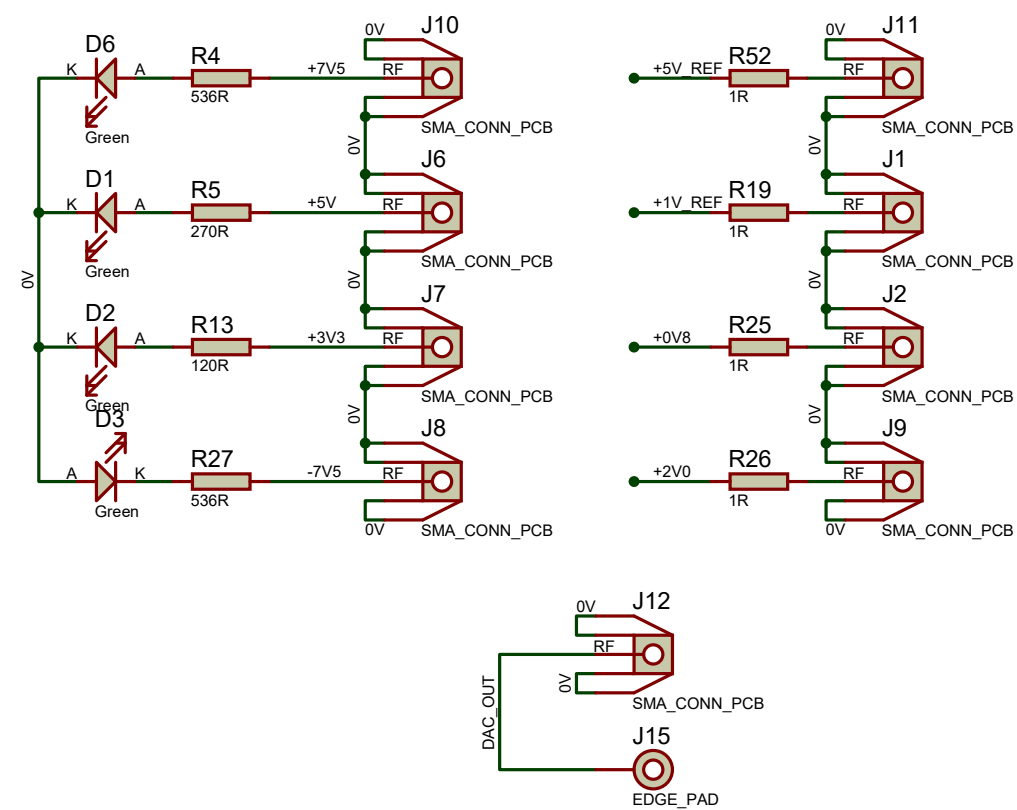 0V J10
D6 R4
K A +7V5 RF
536R
Green
SMA_CONN_PCB
0V
J6
D1 R5
K A +5V RF
270R
Green
SMA_CONN_PCB
0V
0V
J7
D2 R13
K A +3V3 RF
120R
Green
SMA_CONN_PCB
0V
J8
D3 R27
A K -7V5 RF
536R
Green
0V SMA_CONN_PCB
0V J11
R52
+5V_REF RF
1R
SMA_CONN_PCB
0V
J1
R19
+1V_REF RF
1R
SMA_CONN_PCB
0V
J2
R25
+0V8 RF
1R
SMA_CONN_PCB
0V
J9
R26
+2V0 RF
1R
0V SMA_CONN_PCB
0V J12
RF
0V
SMA_CONN_PCB
DAC_OUT
J15
EDGE_PAD